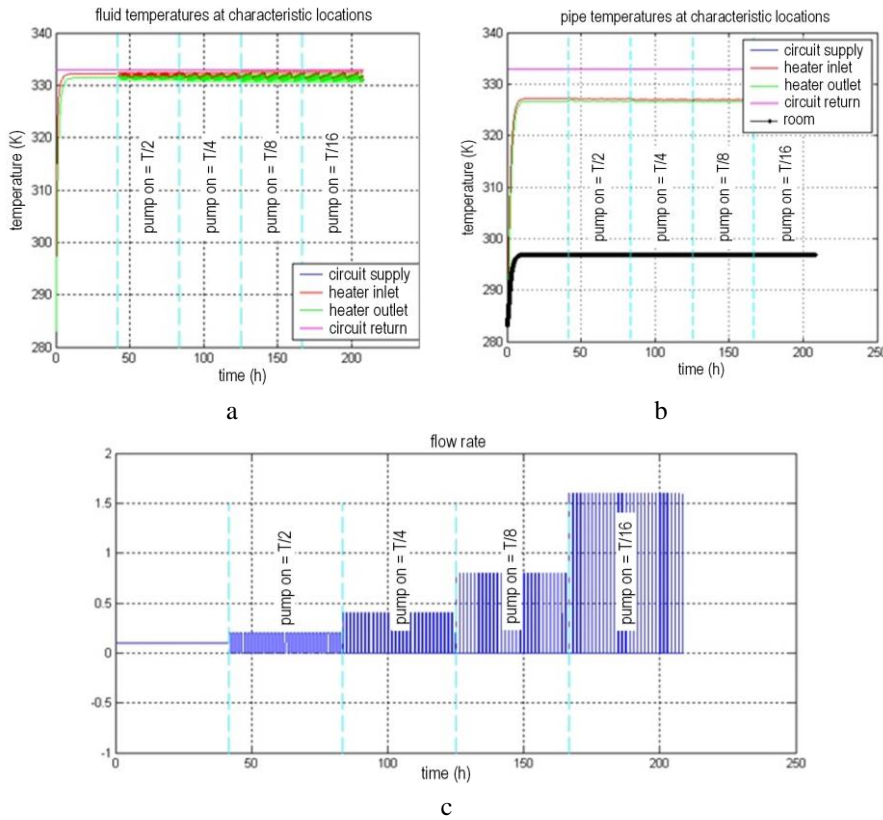 fluid temperatures at characteristic locations
340
330
320
310
300
290
280
temperature (K)
pump on = T/2
pump on = T/4
pump on = T/8
pump on = T/16
circuit supply
heater inlet
heater outlet
circuit return
0
50
100
150
200
time (h)
a
pipe temperatures at characteristic locations
340
330
320
310
300
290
280
temperature (K)
circuit supply
heater inlet
heater outlet
circuit return
room
pump on = T/2
pump on = T/4
pump on = T/8
pump on = T/16
0
50
100
150
200
250
time (h)
b
flow rate
2
1.5
1
0.5
0
-0.5
-1
pump on = T/2
pump on = T/4
pump on = T/8
pump on = T/16
0
50
100
150
200
250
time (h)
c